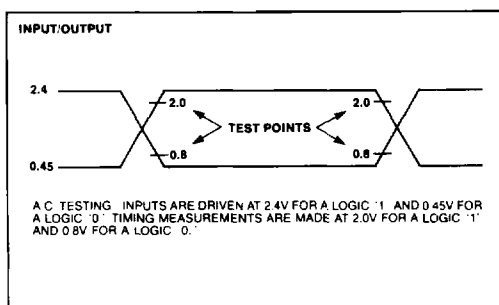 INPUT/OUTPUT
2.4
2.0
2.0
TEST POINTS
0.8
0.8
0.45
A C TESTING INPUTS ARE DRIVEN AT 2.4V FOR A LOGIC '1 AND 0 45V FOR
A LOGIC '0 ' TIMING MEASUREMENTS ARE MADE AT 2.0V FOR A LOGIC '1'
AND 0 8V FOR A LOGIC 0.'